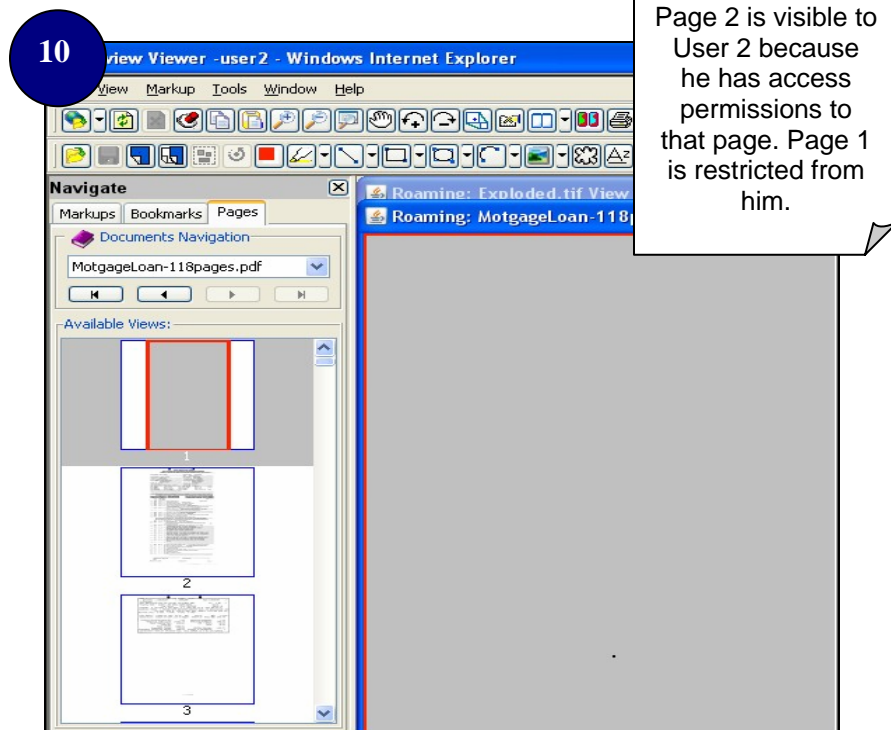 10
view Viewer -user2 - Windows Internet Explorer
View Markup Tools Window Help
Page 2 is visible to
User 2 because
he has access
permissions to
that page. Page 1
is restricted from
him.
Navigate
Markups Bookmarks Pages
Documents Navigation
MotgageLoan-118pages.pdf
Available Views:
1
2
3
Roaming: Exploded.tif View
Roaming: MotgageLoan-118p